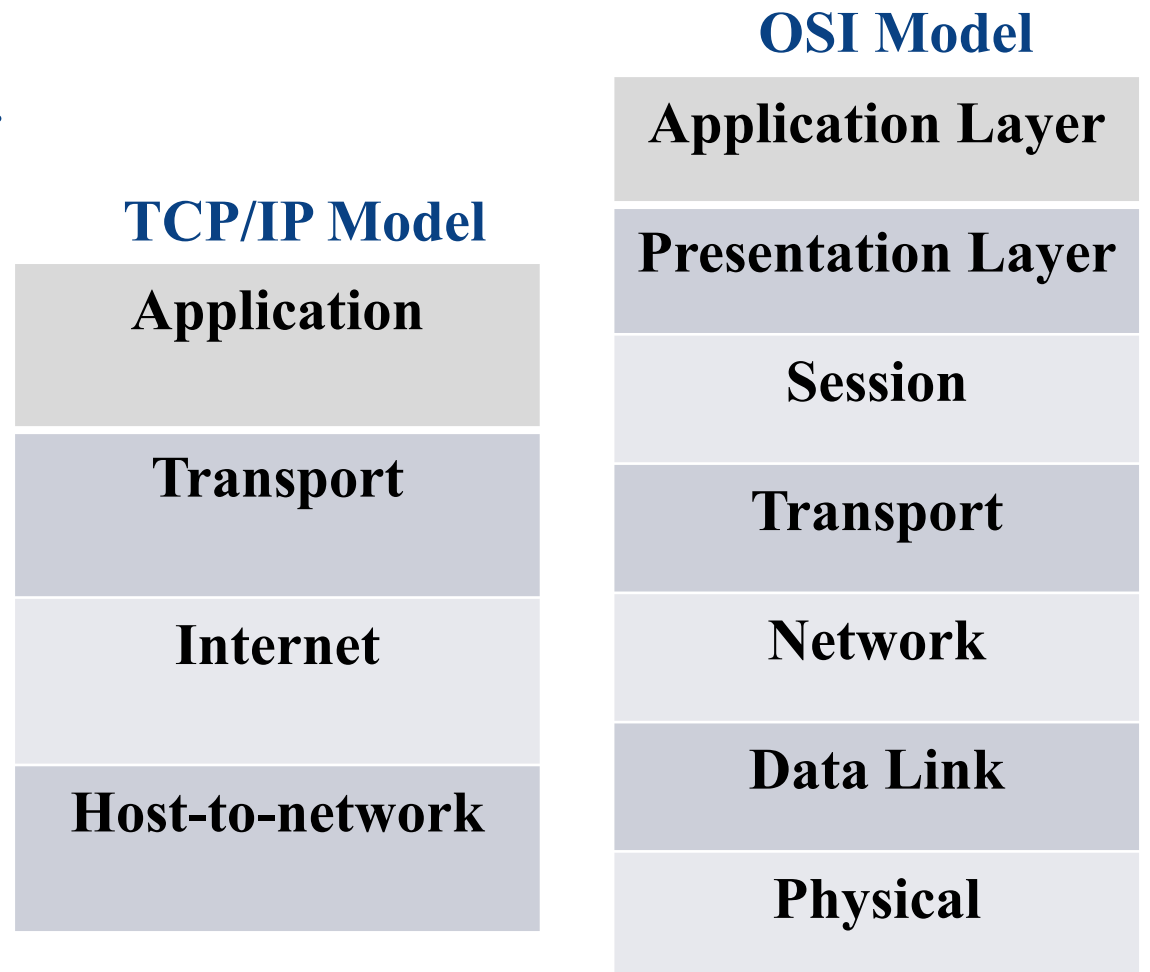 TCP/IP Model
Application
Transport
Internet
Host-to-network
OSI Model
Application Layer
Presentation Layer
Session
Transport
Network
Data Link
Physical